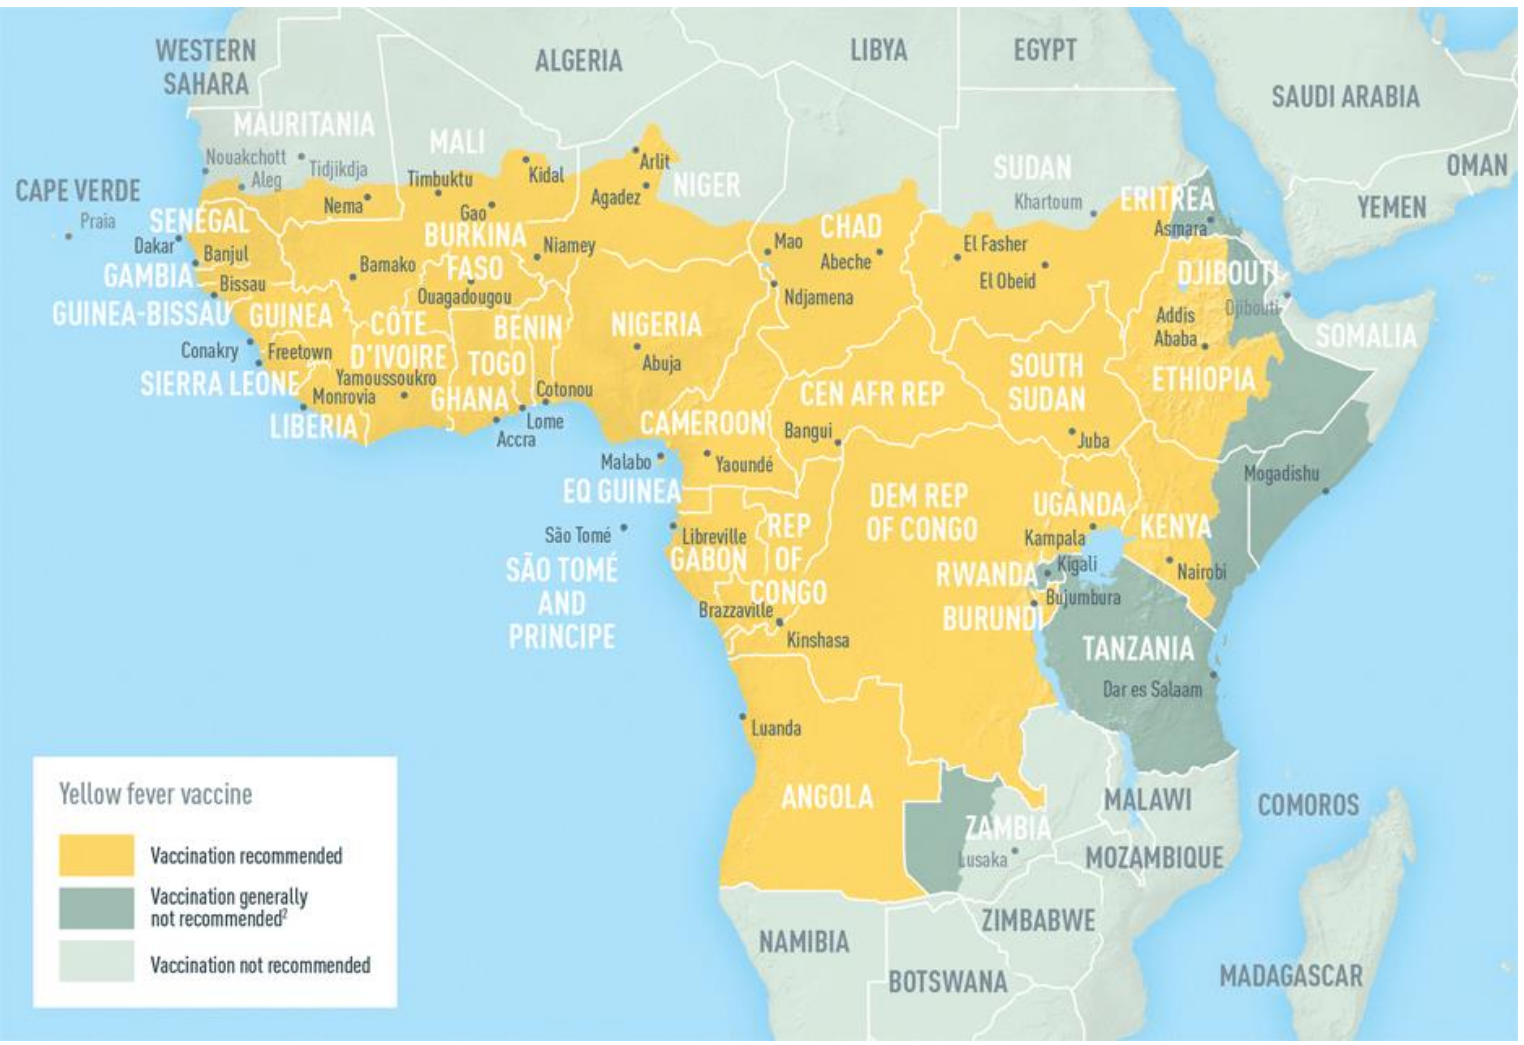 WESTERN
SAHARA
ALGERIA
LIBYA
EGYPT
SAUDI ARABIA
MAURITANIA
MALI
Nouakchott
Tidjikdja
Aleg
Timbuktu
Kidal
Arlit
NIGER
SUDAN
OMAN
CAPE VERDE
Praia
Nema
Gao
Agadez
Khartoum
ERITREA
Asmara
YEMEN
SENEGAL
Dakar
Banjul
GAMBIA
Bissau
GUINEA-BISSAU
GUINEA
Bamako
BURKINA
FASO
Ouagadougou
Niamey
Mao
CHAD
Abeche
Ndjamena
El Fasher
El Obeid
DJIBOUTI
Djibouti
Addis
Ababa
SOMALIA
Conakry
Freetown
SIERRA LEONE
Monrovia
LIBERIA
CÔTE
D'IVOIRE
Yamoussoukro
BÉNIN
TOGO
GHANA
Cotonou
Lome
Accra
NIGERIA
Abuja
CEN AFR REP
Bangui
SOUTH
SUDAN
Juba
ETHIOPIA
CAMEROON
Yaoundé
Malabo
EQ GUINEA
Mogadishu
São Tomé
SÃO TOMÉ
AND
PRINCIPE
Libreville
GABON
REP
OF
CONGO
Brazzaville
Kinshasa
DEM REP
OF CONGO
UGANDA
Kampala
KENYA
Nairobi
RWANDA
Kigali
BURUNDI
Bujumbura
TANZANIA
Dar es Salaam
Luanda
ANGOLA
ZAMBIA
Lusaka
MALAWI
MOZAMBIQUE
COMOROS
ZIMBABWE
NAMIBIA
BOTSWANA
MADAGASCAR
Yellow fever vaccine
Vaccination recommended
Vaccination generally
not recommended²
Vaccination not recommended